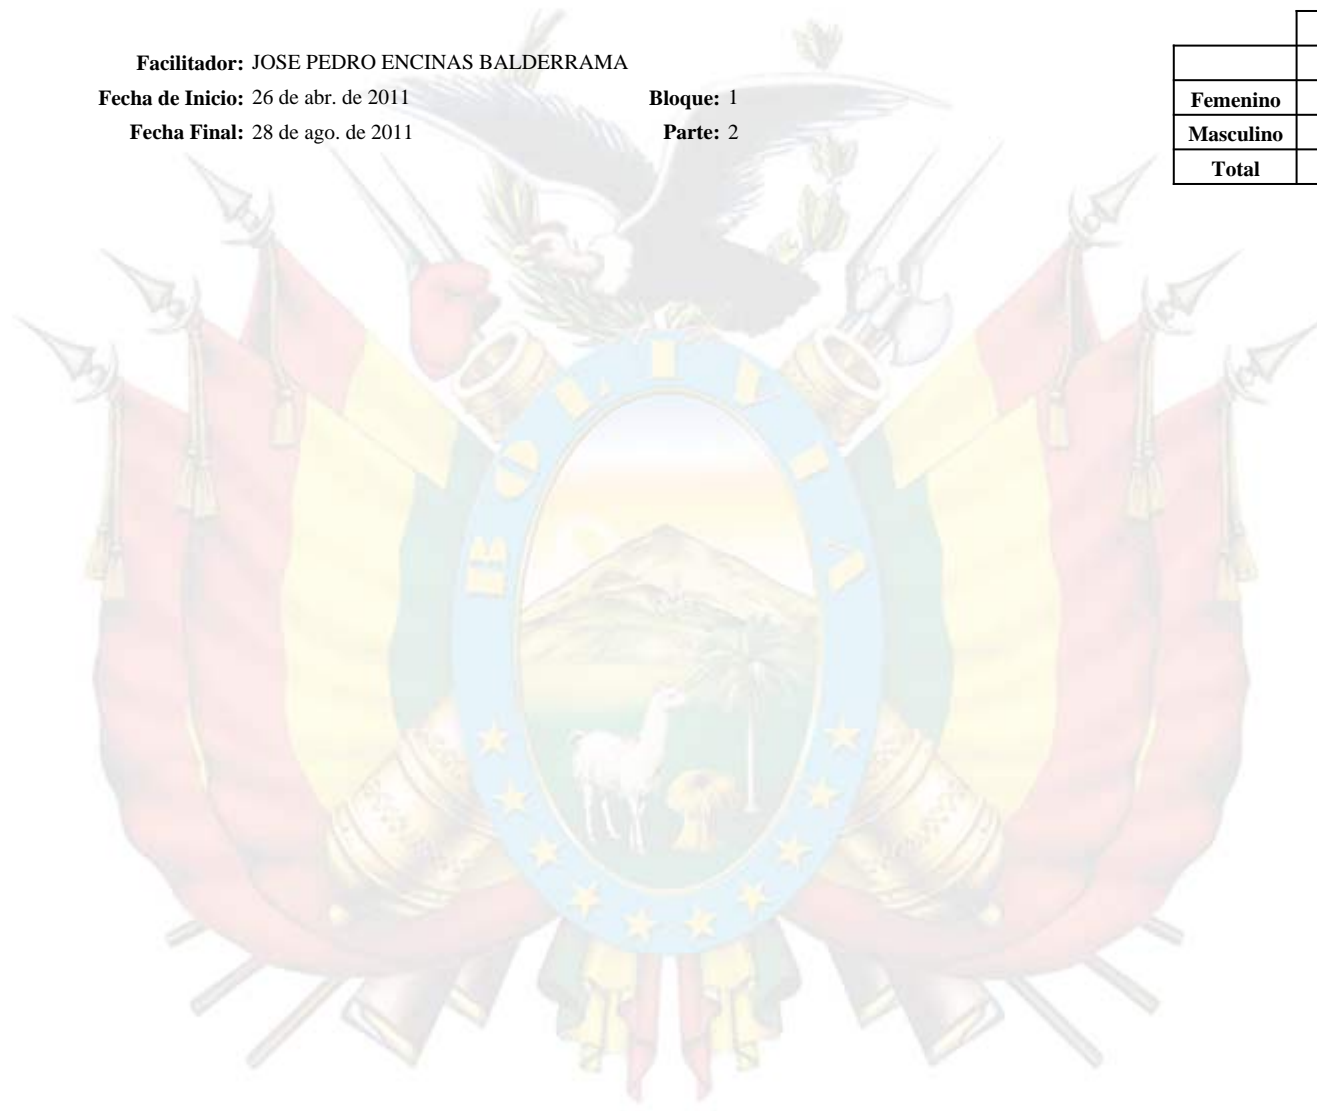 Facilitador: JOSE PEDRO ENCINAS BALDERRAMA
Fecha de Inicio: 26 de abr. de 2011 Bloque: 1
Fecha Final: 28 de ago. de 2011 Parte: 2
Femenino
Masculino
Total
BOLIVIA